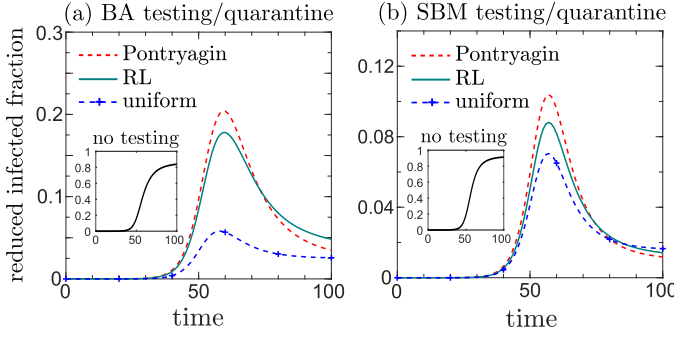 (a) BA testing/quarantine
reduced infected fraction
0.3
0.2
0.1
0
Pontryagin
RL
uniform
no testing
1
0.8
0.6
0.4
0.2
0
0 50 100
0 50 100
time
(b) SBM testing/quarantine
0.12
0.08
0.04
0
Pontryagin
RL
uniform
no testing
1
0.8
0.6
0.4
0.2
0
0 50 100
0 50 100
time